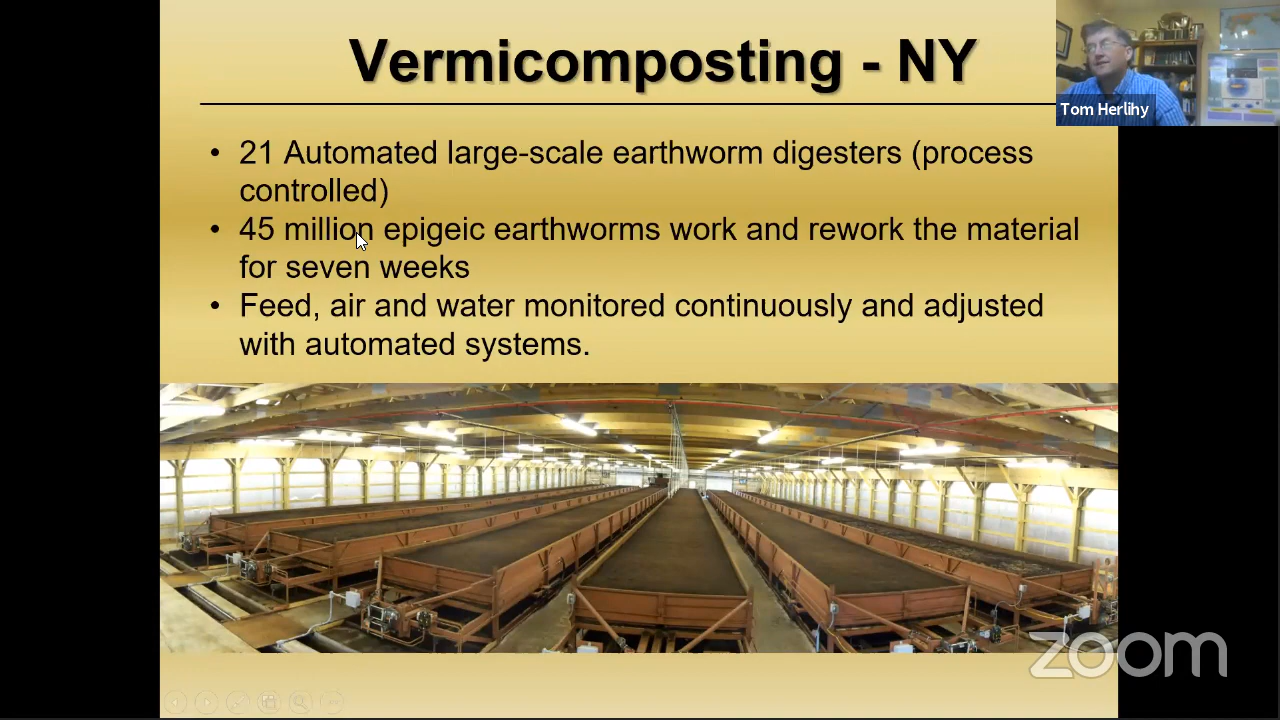 Vermicomposting - NY
Tom Herlihy
• 21 Automated large-scale earthworm digesters (process
controlled)
• 45 million epigeic earthworms work and rework the material
for seven weeks
• Feed, air and water monitored continuously and adjusted
with automated systems.
zoom